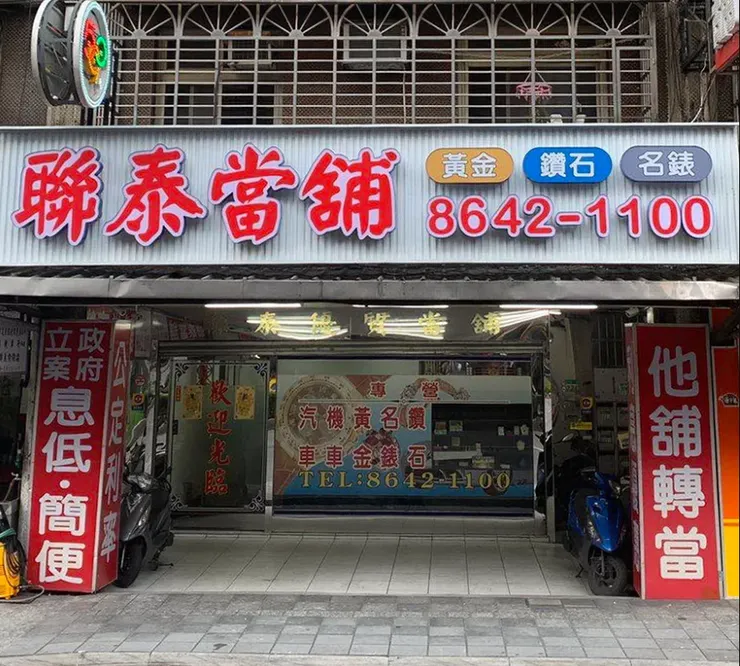 聯泰當舖
黃金 鑽石 名錶
8642-1100
泰德質當舖
政府立案
息低·簡便
公定利率
歡迎光臨
專營
汽機黃名鑽
車車金錶石
TEL:8642-1100
他舖轉當